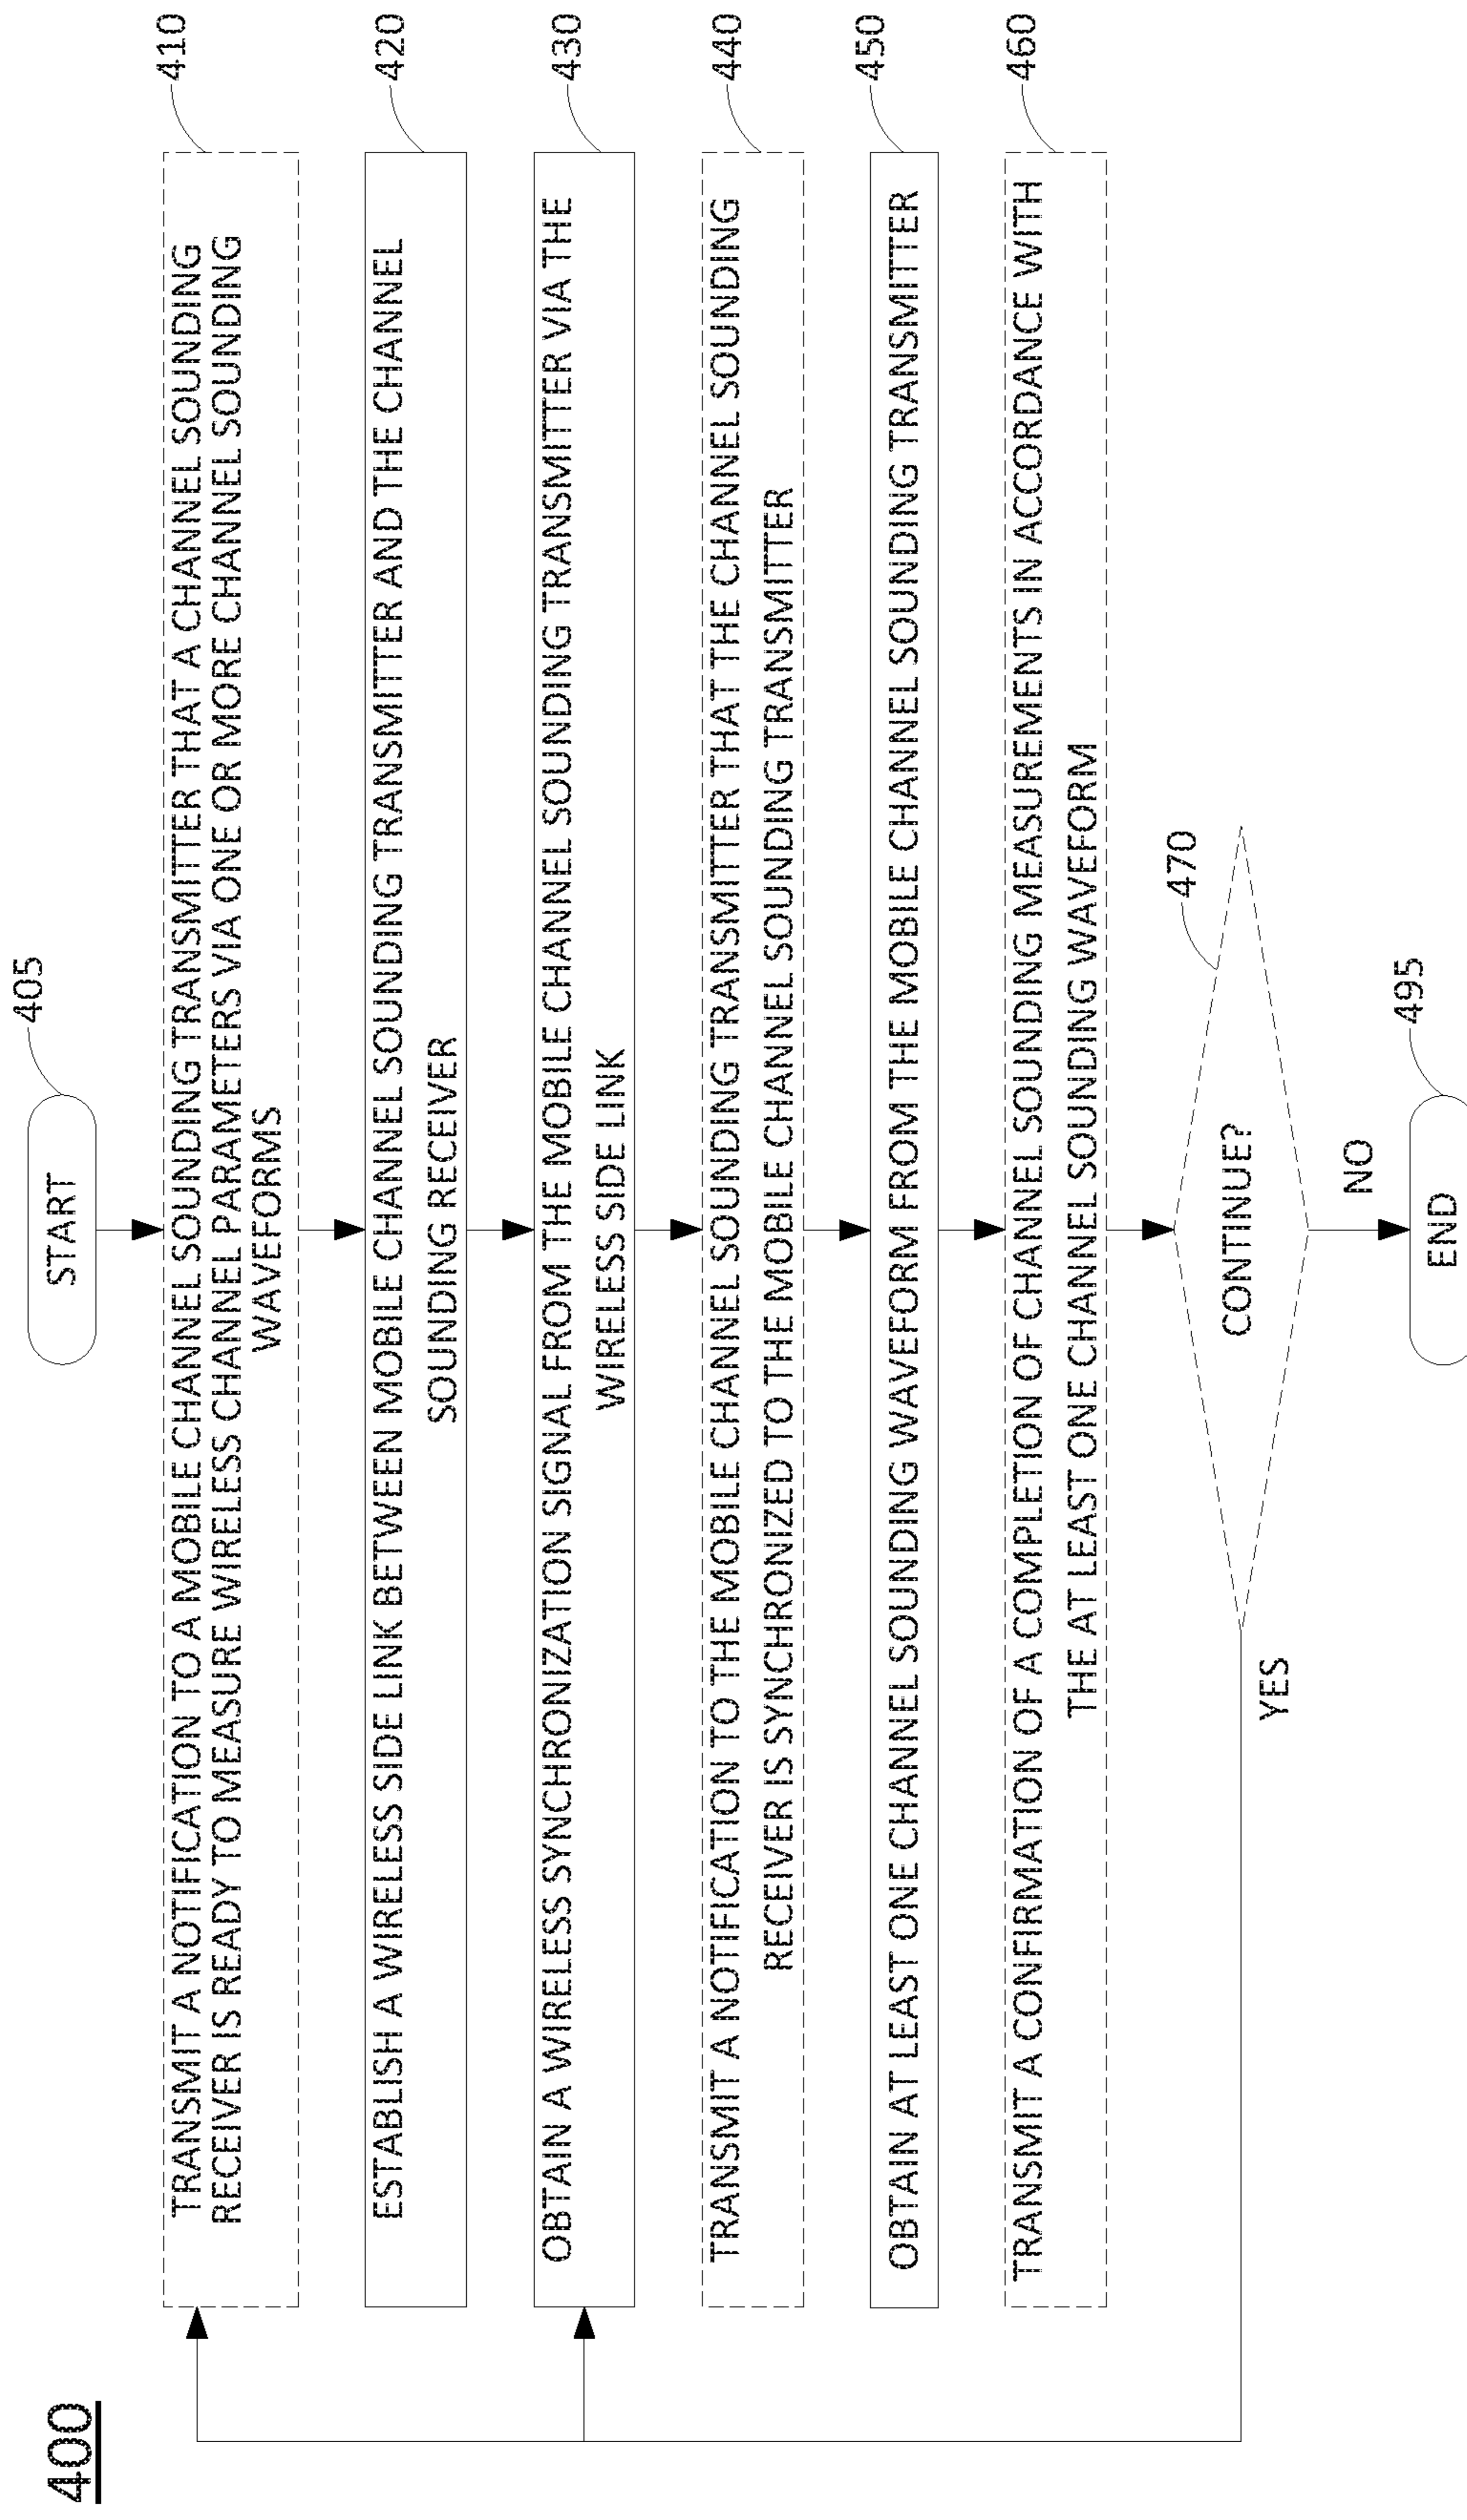 400
START
405
TRANSMIT A NOTIFICATION TO A MOBILE CHANNEL SOUNDING TRANSMITTER THAT A CHANNEL SOUNDING
RECEIVER IS READY TO MEASURE WIRELESS CHANNEL PARAMETERS VIA ONE OR MORE CHANNEL SOUNDING
WAVEFORMS
410
ESTABLISH A WIRELESS SIDE LINK BETWEEN MOBILE CHANNEL SOUNDING TRANSMITTER AND THE CHANNEL
SOUNDING RECEIVER
420
OBTAIN A WIRELESS SYNCHRONIZATION SIGNAL FROM THE MOBILE CHANNEL SOUNDING TRANSMITTER VIA THE
WIRELESS SIDE LINK
430
TRANSMIT A NOTIFICATION TO THE MOBILE CHANNEL SOUNDING TRANSMITTER THAT THE CHANNEL SOUNDING
RECEIVER IS SYNCHRONIZED TO THE MOBILE CHANNEL SOUNDING TRANSMITTER
440
OBTAIN AT LEAST ONE CHANNEL SOUNDING WAVEFORM FROM THE MOBILE CHANNEL SOUNDING TRANSMITTER
450
TRANSMIT A CONFIRMATION OF A COMPLETION OF CHANNEL SOUNDING MEASUREMENTS IN ACCORDANCE WITH
THE AT LEAST ONE CHANNEL SOUNDING WAVEFORM
460
CONTINUE?
470
YES
NO
END
495